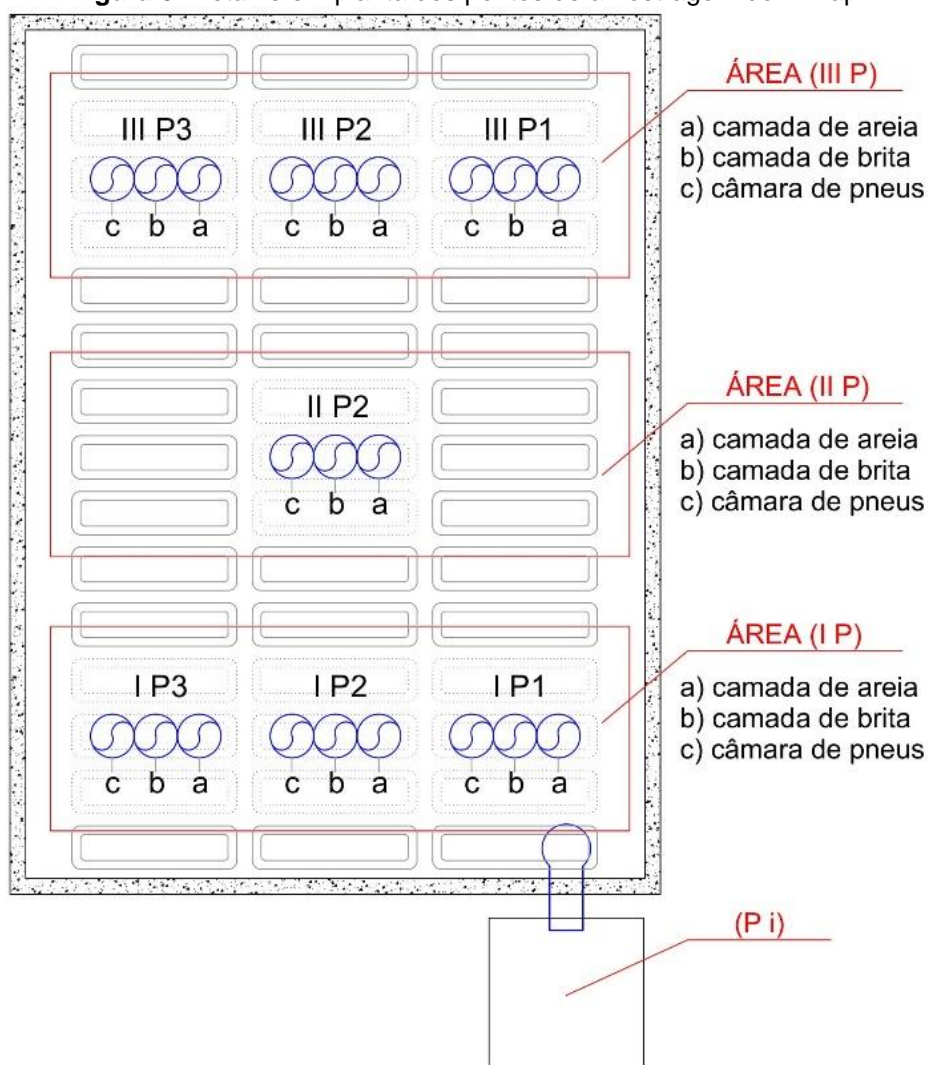 ÁREA (III P)
III P3 III P2 III P1
a) camada de areia
b) camada de brita
c) câmara de pneus
c b a c b a c b a
ÁREA (II P)
II P2
a) camada de areia
b) camada de brita
c) câmara de pneus
c b a
ÁREA (I P)
I P3 I P2 I P1
a) camada de areia
b) camada de brita
c) câmara de pneus
c b a c b a c b a
(P i)